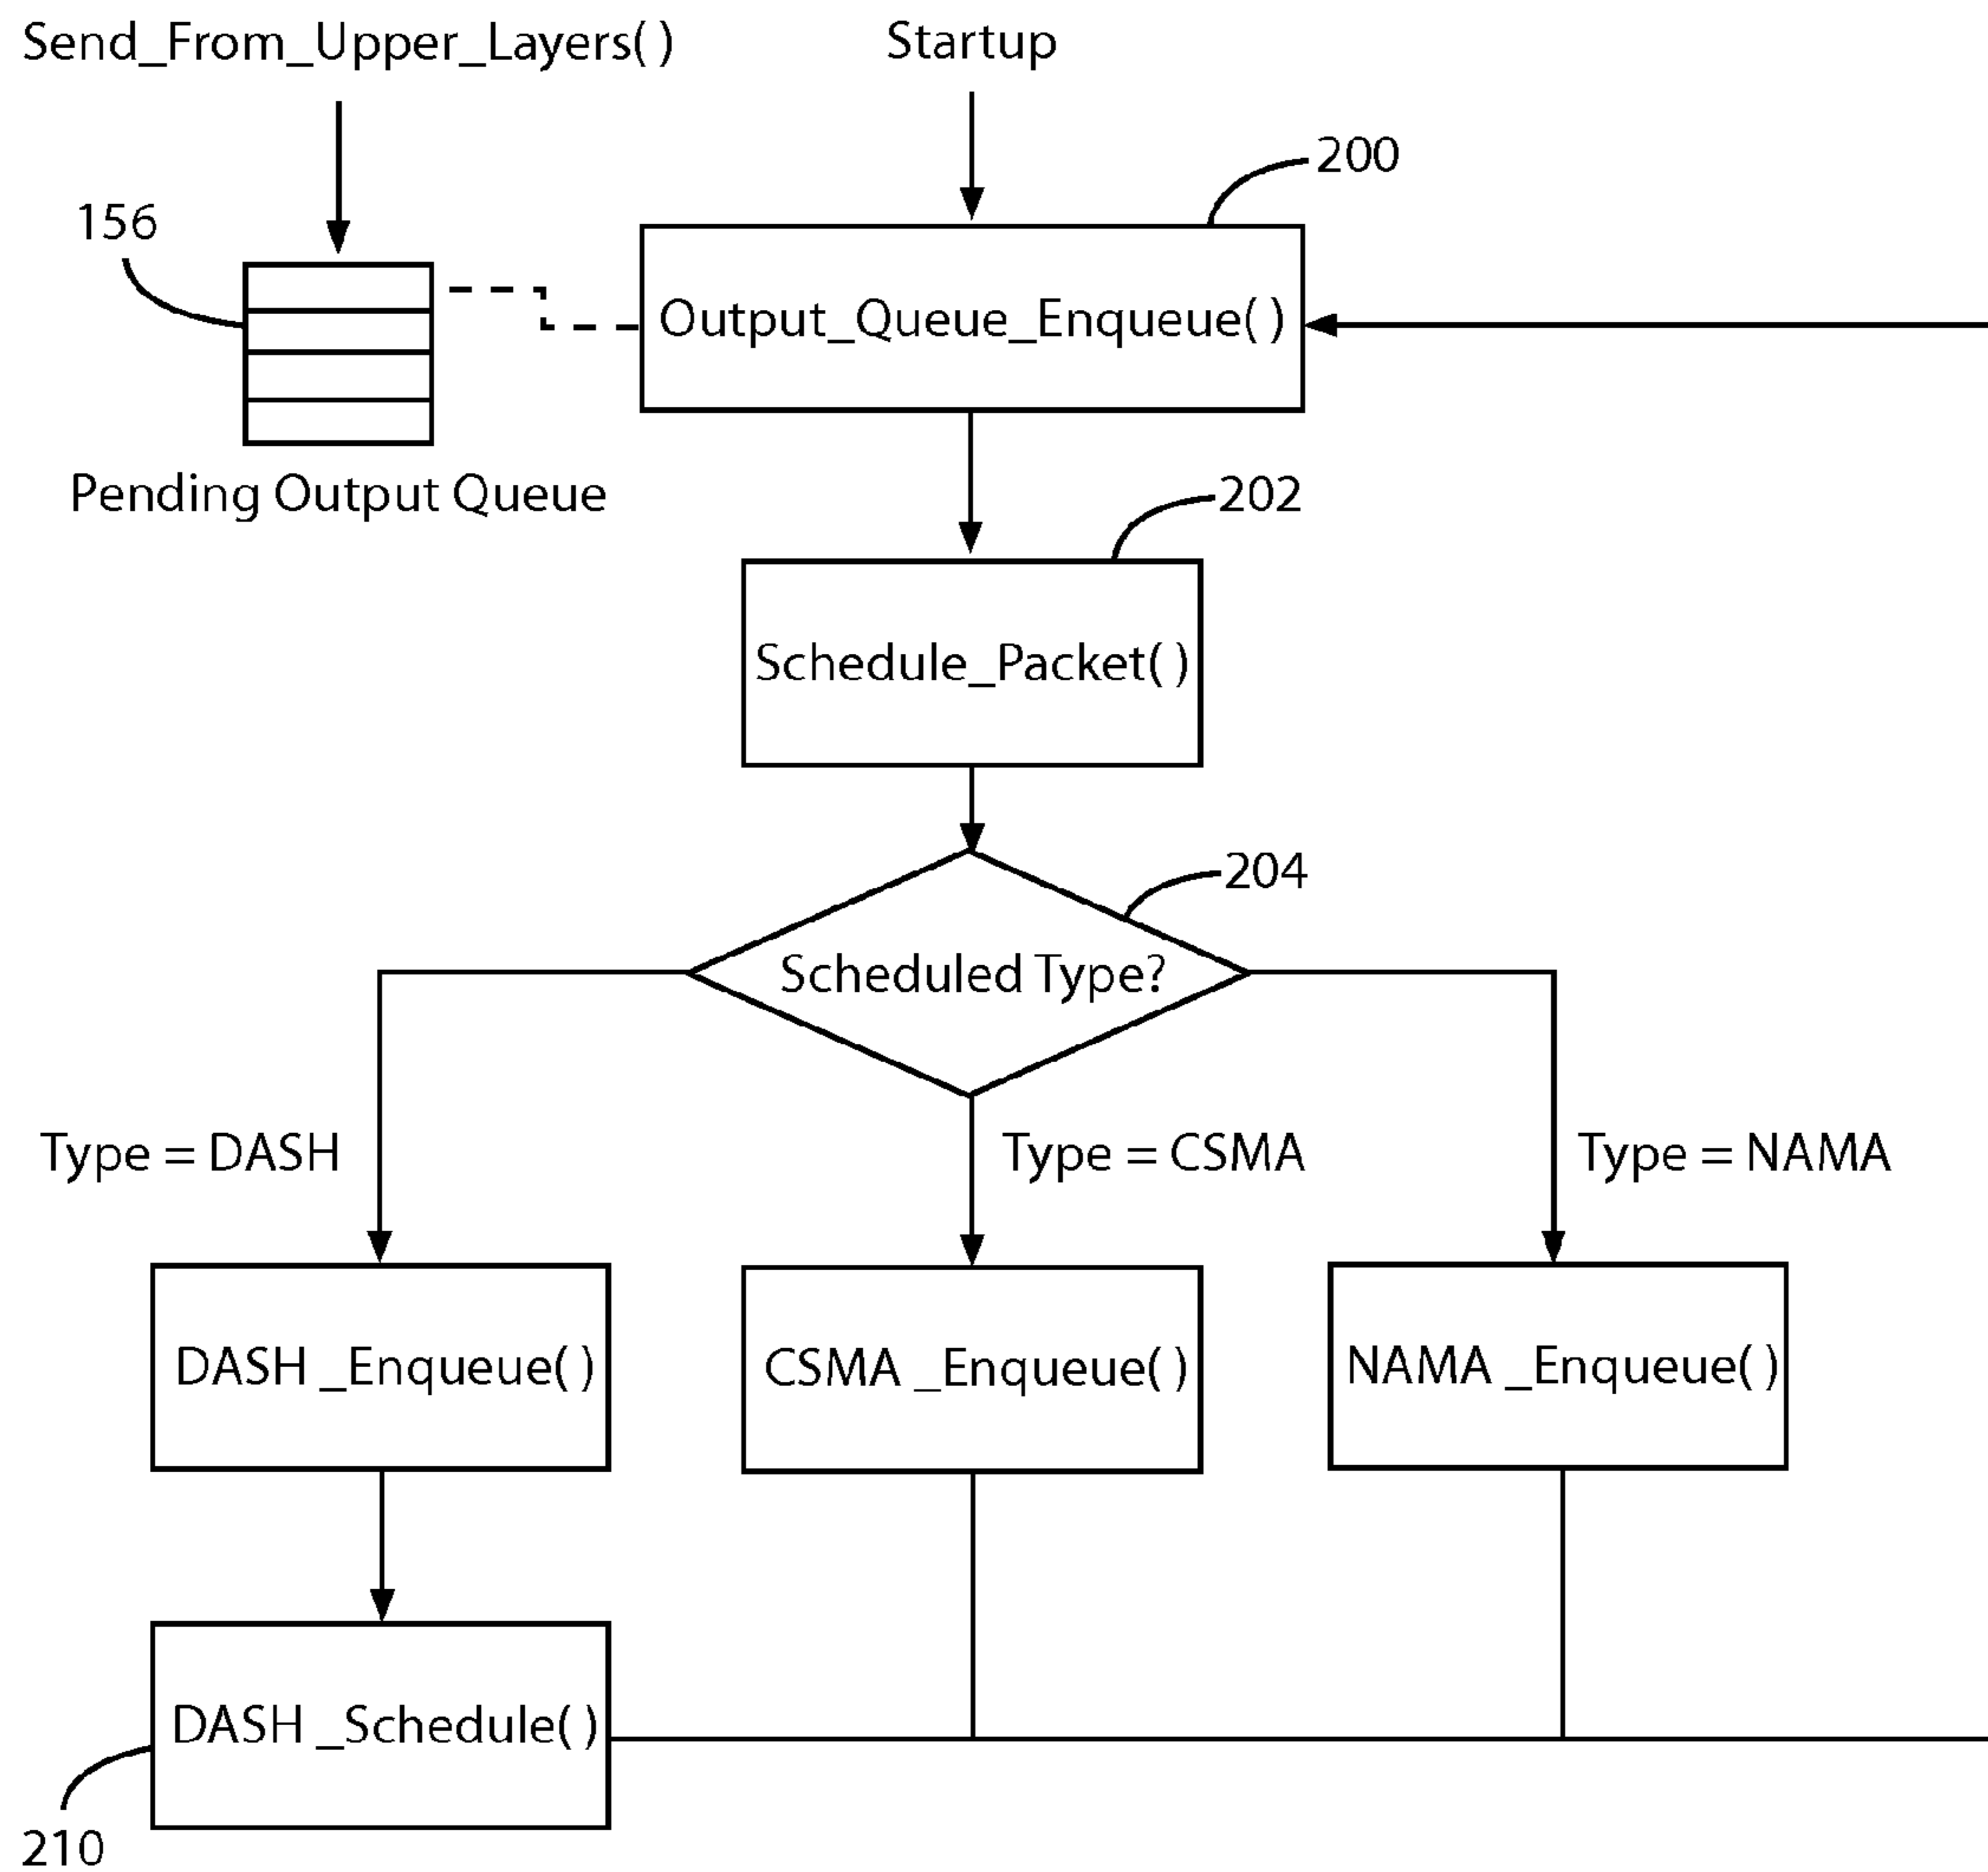 Send_From_Upper_Layers( )
Startup
200
156
Output_Queue_Enqueue( )
Pending Output Queue
202
Schedule_Packet( )
204
Scheduled Type?
Type = DASH
Type = CSMA
Type = NAMA
DASH _Enqueue( )
CSMA _Enqueue( )
NAMA _Enqueue( )
DASH _Schedule( )
210